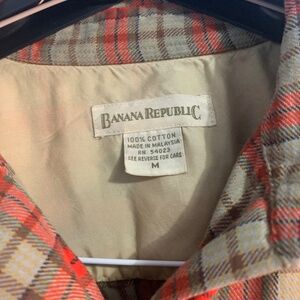 BANANA REPUBLIC
100% COTTON
MADE IN MALAYSIA
RN 54023
SEE REVERSE FOR CARE
M